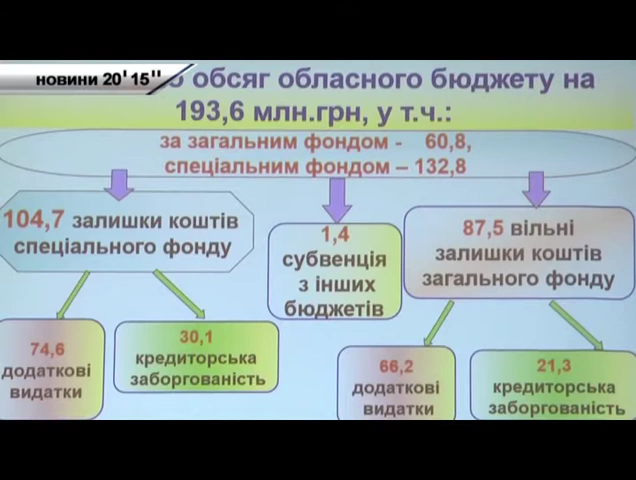 новини 20'15''
обсяг обласного бюджету на
193,6 млн.грн, у т.ч.:
за загальним фондом - 60,8,
спеціальним фондом – 132,8
104,7 залишки коштів
спеціального фонду
1,4
субвенція
з інших
бюджетів
87,5 вільні
залишки коштів
загального фонду
74,6
додаткові
видатки
30,1
кредиторська
заборгованість
66,2
додаткові
видатки
21,3
кредиторська
заборгованість